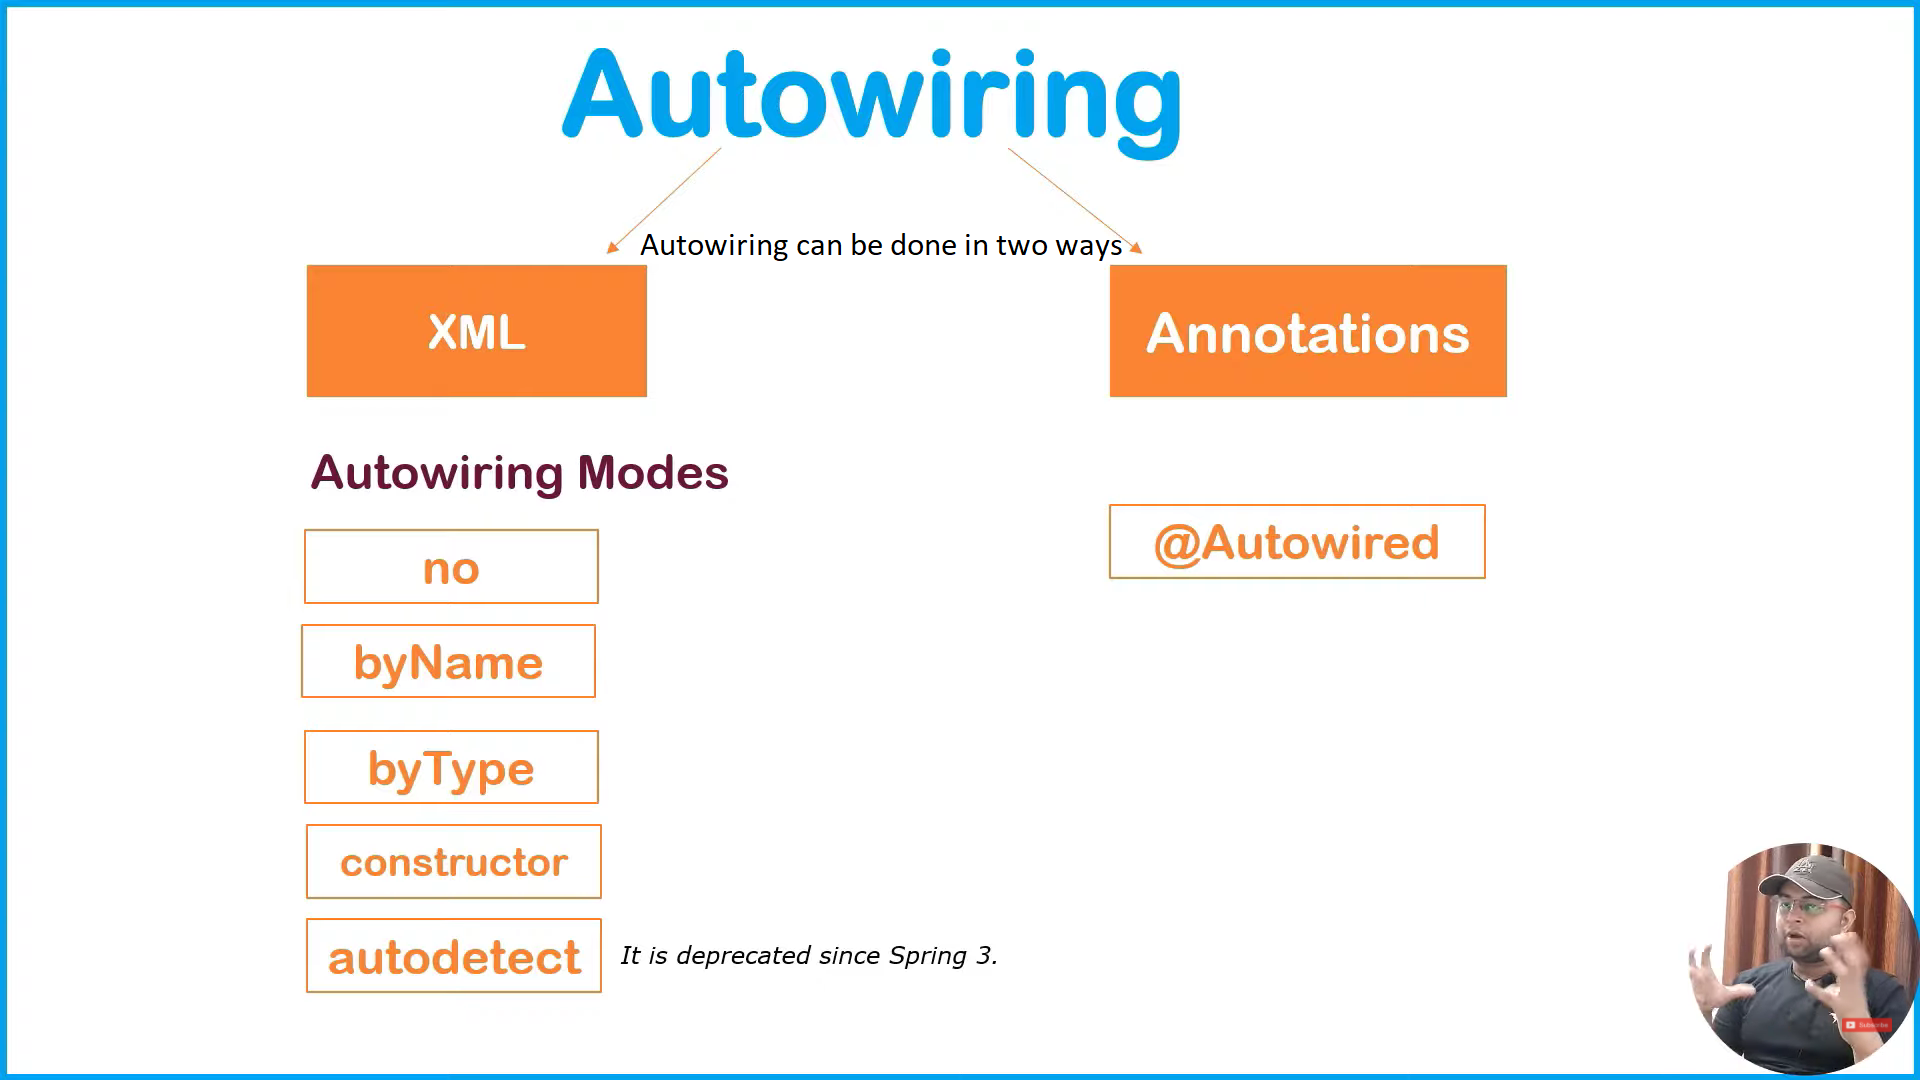 Autowiring
Autowiring can be done in two ways
XML
Annotations
Autowiring Modes
@Autowired
no
byName
byType
constructor
autodetect
It is deprecated since Spring 3.
Subscribe